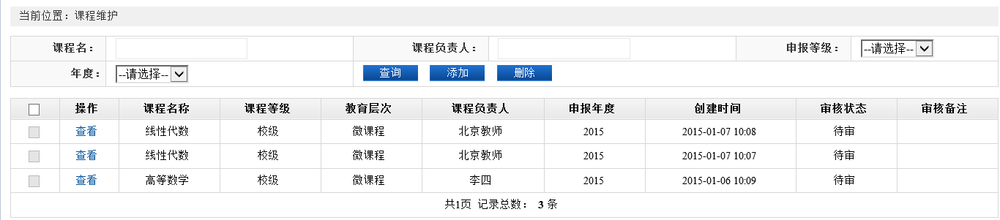 当前位置：课程维护
课程名： 课程负责人： 申报等级： --请选择--
年度： --请选择-- 查询 添加 删除
操作 课程名称 课程等级 教育层次 课程负责人 申报年度 创建时间 审核状态 审核备注
查看 线性代数 校级 微课程 北京教师 2015 2015-01-07 10:08 待审
查看 线性代数 校级 微课程 北京教师 2015 2015-01-07 10:07 待审
查看 高等数学 校级 微课程 李四 2015 2015-01-06 10:09 待审
共1页 记录总数： 3 条